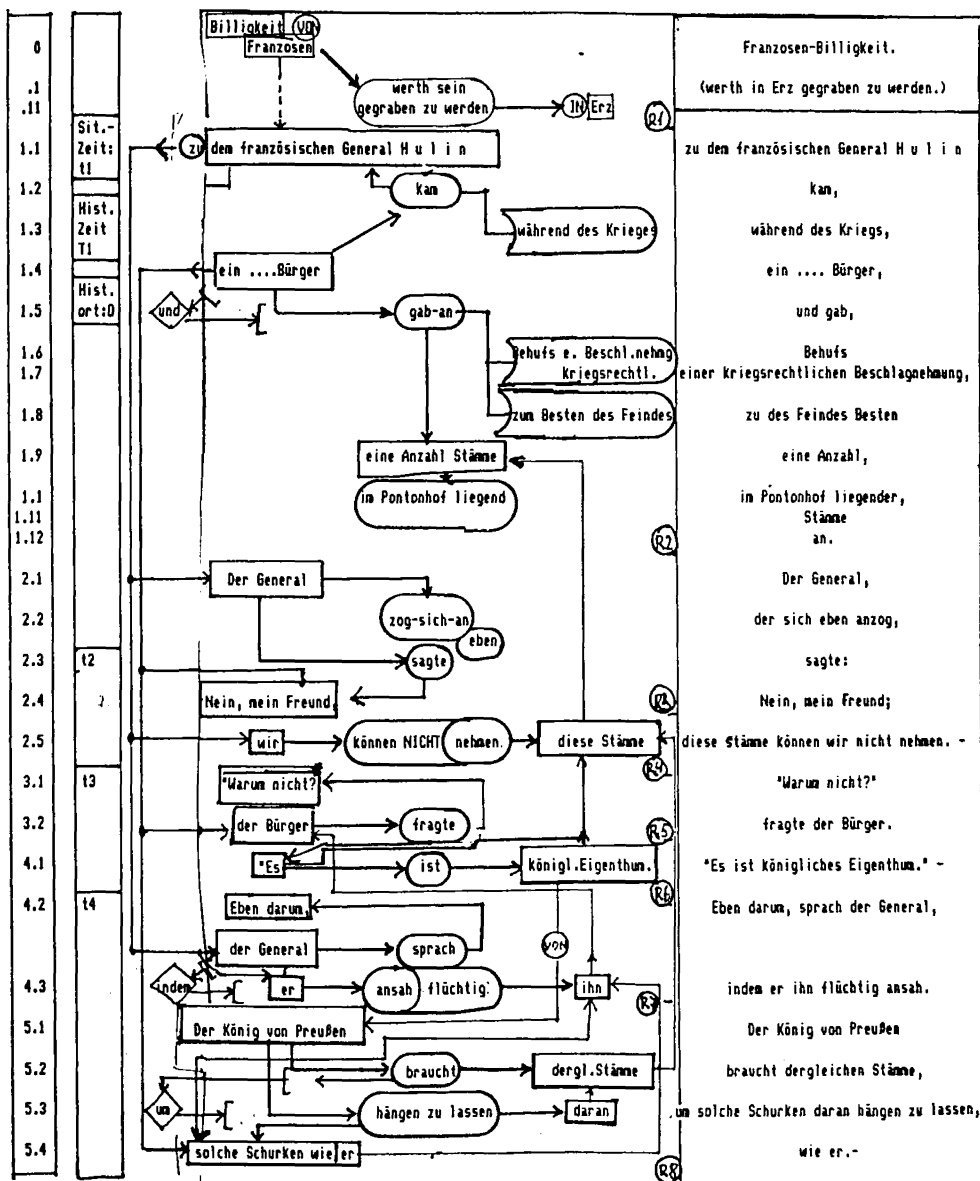 Billigkeit VON
0 Franzosen Franzosen-Billigkeit.
.1 werth sein (werth in Erz gegraben zu werden.)
.11 gegraben zu werden IN Erz
R1
Sit.-
Zeit:
t1
1.1 zu dem französischen General H u l i n zu dem französischen General H u l i n
1.2 kam kam,
Hist.
Zeit
T1
1.3 während des Krieges während des Kriegs,
1.4 ein ....Bürger ein .... Bürger,
Hist.
ort:O
1.5 und [ gab-an und gab,
1.6 Behufs e. Beschl.nehmg Behufs
1.7 Kriegsrechtl. einer kriegsrechtlichen Beschlagnehmung,
1.8 zum Besten des Feindes zu des Feindes Besten
1.9 eine Anzahl Stämme eine Anzahl,
1.1 im Pontonhof liegend im Pontonhof liegender,
1.11 Stämme
1.12 R2 an.
2.1 Der General Der General,
2.2 zog-sich-an eben der sich eben anzog,
2.3 t2 sagte sagte:
2.4 Nein, mein Freund, R3 Nein, mein Freund;
2.5 wir können NICHT nehmen. diese Stämme diese Stämme können wir nicht nehmen. -
R4
3.1 t3 "Warum nicht? "Warum nicht?"
3.2 der Bürger fragte R5 fragte der Bürger.
4.1 "Es ist königl.Eigenthum. "Es ist königliches Eigenthum." -
R6
4.2 t4 Eben darum, Eben darum, sprach der General,
der General sprach VON
4.3 indem [ er ansah flüchtig: ihn R7 indem er ihn flüchtig ansah.
5.1 Der König von Preußen Der König von Preußen
5.2 [ braucht dergl.Stämme braucht dergleichen Stämme,
5.3 um [ hängen zu lassen daran um solche Schurken daran hängen zu lassen,
5.4 solche Schurken wie er wie er.-
R8